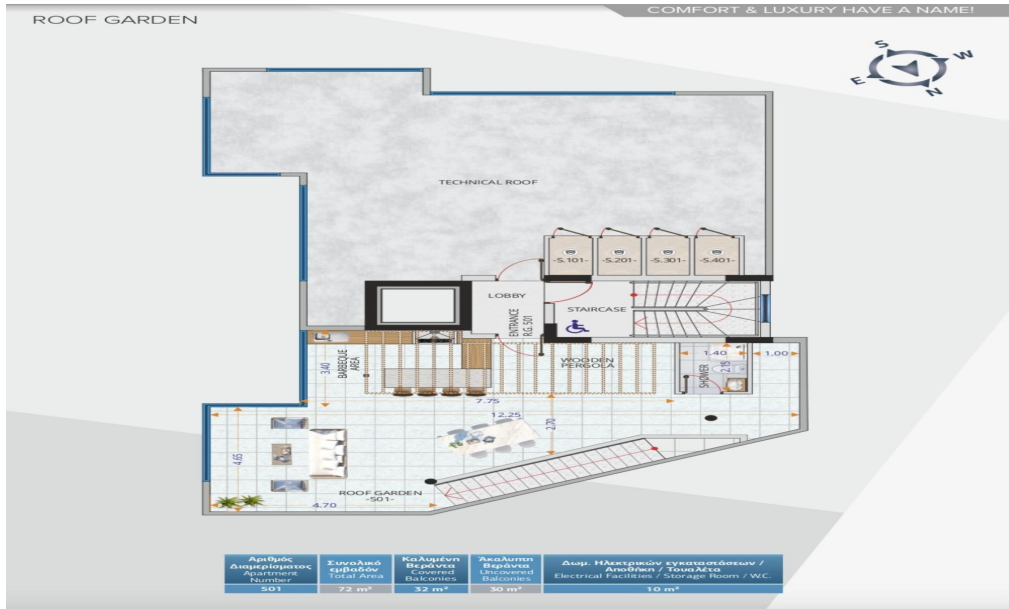 COMFORT & LUXURY HAVE A NAME!
ROOF GARDEN
S
W
E
N
TECHNICAL ROOF
-S.101-
-S.201-
-S.301-
-S.401-
LOBBY
STAIRCASE
ENTRANCE
R.G. 501
BARBEQUE
AREA
3.40
WOODEN
PERGOLA
SHOWER
1.40
2.15
1.00
7.75
12.25
2.70
4.65
ROOF GARDEN
-501-
4.70
Αριθμός Διαμερίσματος
Apartment Number
501
Συνολικό εμβαδόν
Total Area
72 m²
Καλυμένη Βεράντα
Covered Balconies
32 m²
Άκαλυπτη Βεράντα
Uncovered Balconies
30 m²
Δωμ. Ηλεκτρικών εγκαταστάσεων /
Αποθήκη / Τουαλέτα
Electrical Facilities / Storage Room / W.C.
10 m²